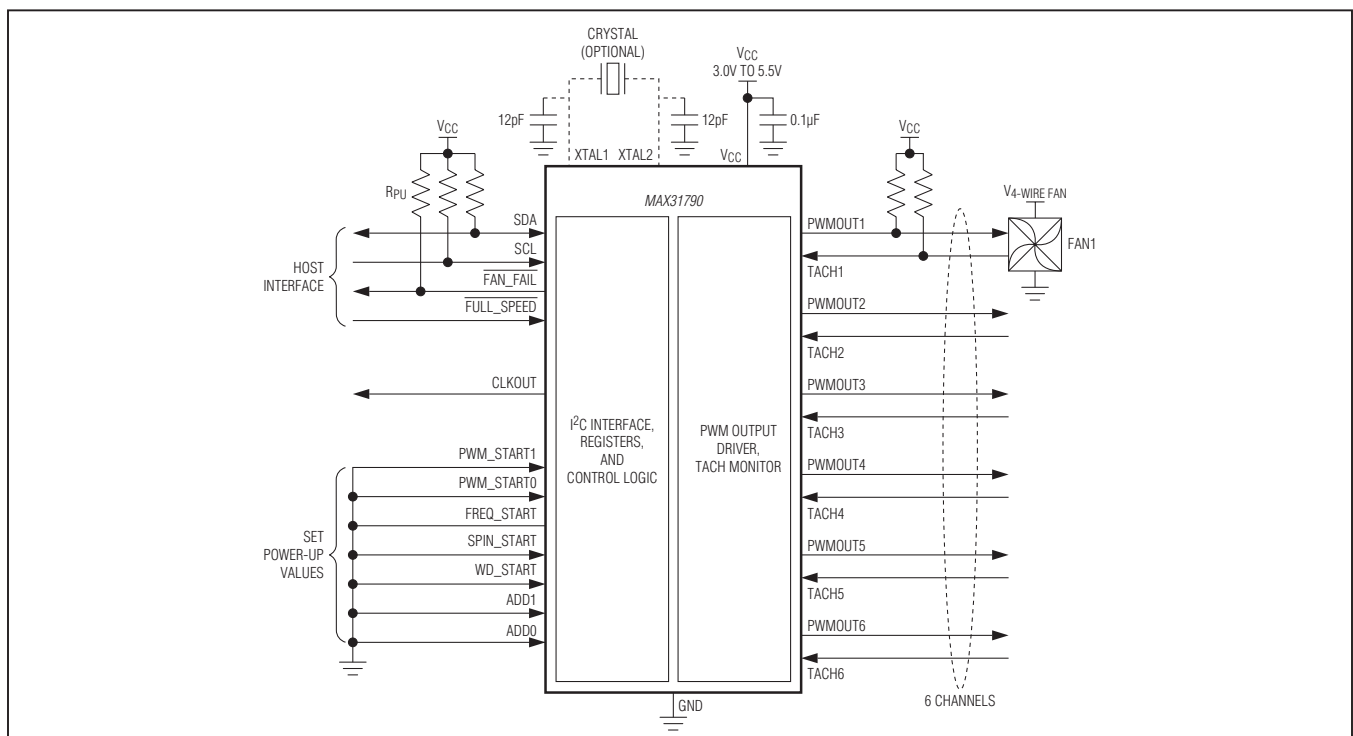 CRYSTAL
(OPTIONAL)
VCC
3.0V TO 5.5V
12pF
12pF
0.1µF
VCC
XTAL1 XTAL2
VCC
VCC
RPU
MAX31790
V4-WIRE FAN
FAN1
HOST
INTERFACE
SDA
SCL
FAN_FAIL
FULL_SPEED
CLKOUT
SET
POWER-UP
VALUES
PWM_START1
PWM_START0
FREQ_START
SPIN_START
WD_START
ADD1
ADD0
I2C INTERFACE,
REGISTERS,
AND
CONTROL LOGIC
PWM OUTPUT
DRIVER,
TACH MONITOR
PWMOUT1
TACH1
PWMOUT2
TACH2
PWMOUT3
TACH3
PWMOUT4
TACH4
PWMOUT5
TACH5
PWMOUT6
TACH6
6 CHANNELS
GND